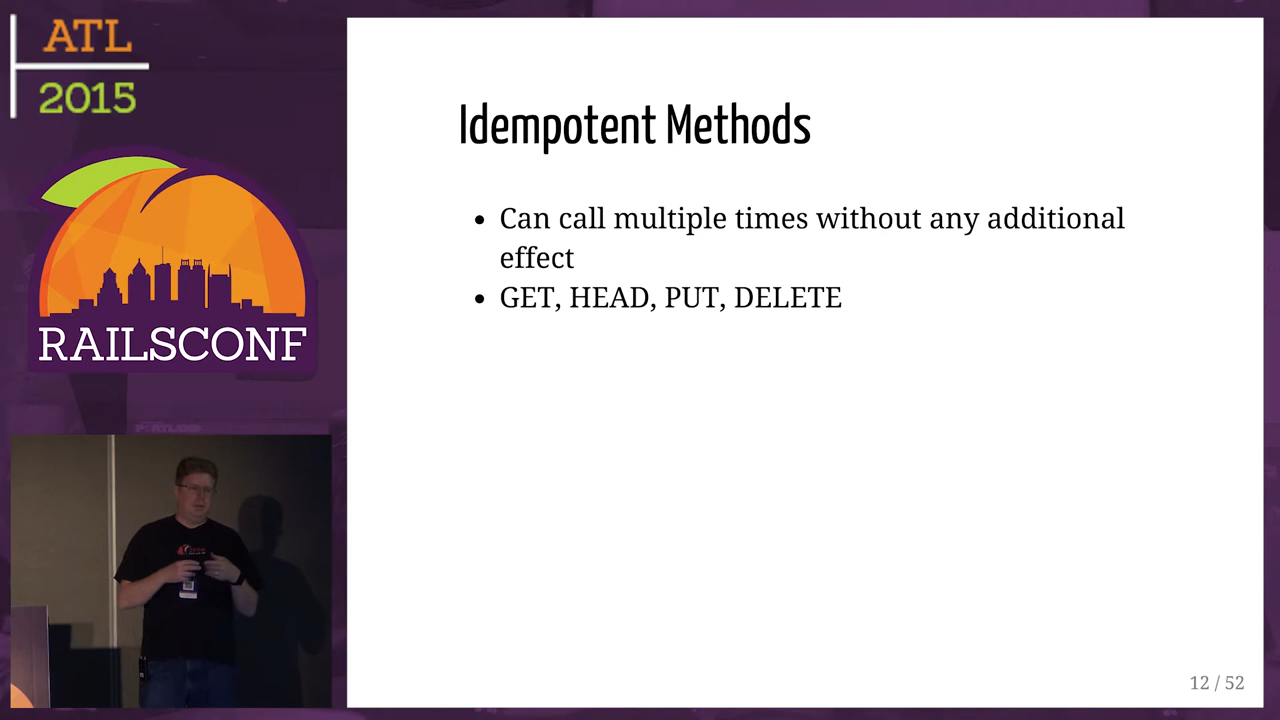 ATL
2015
RAILSCONF
Idempotent Methods
• Can call multiple times without any additional
effect
• GET, HEAD, PUT, DELETE
12 / 52